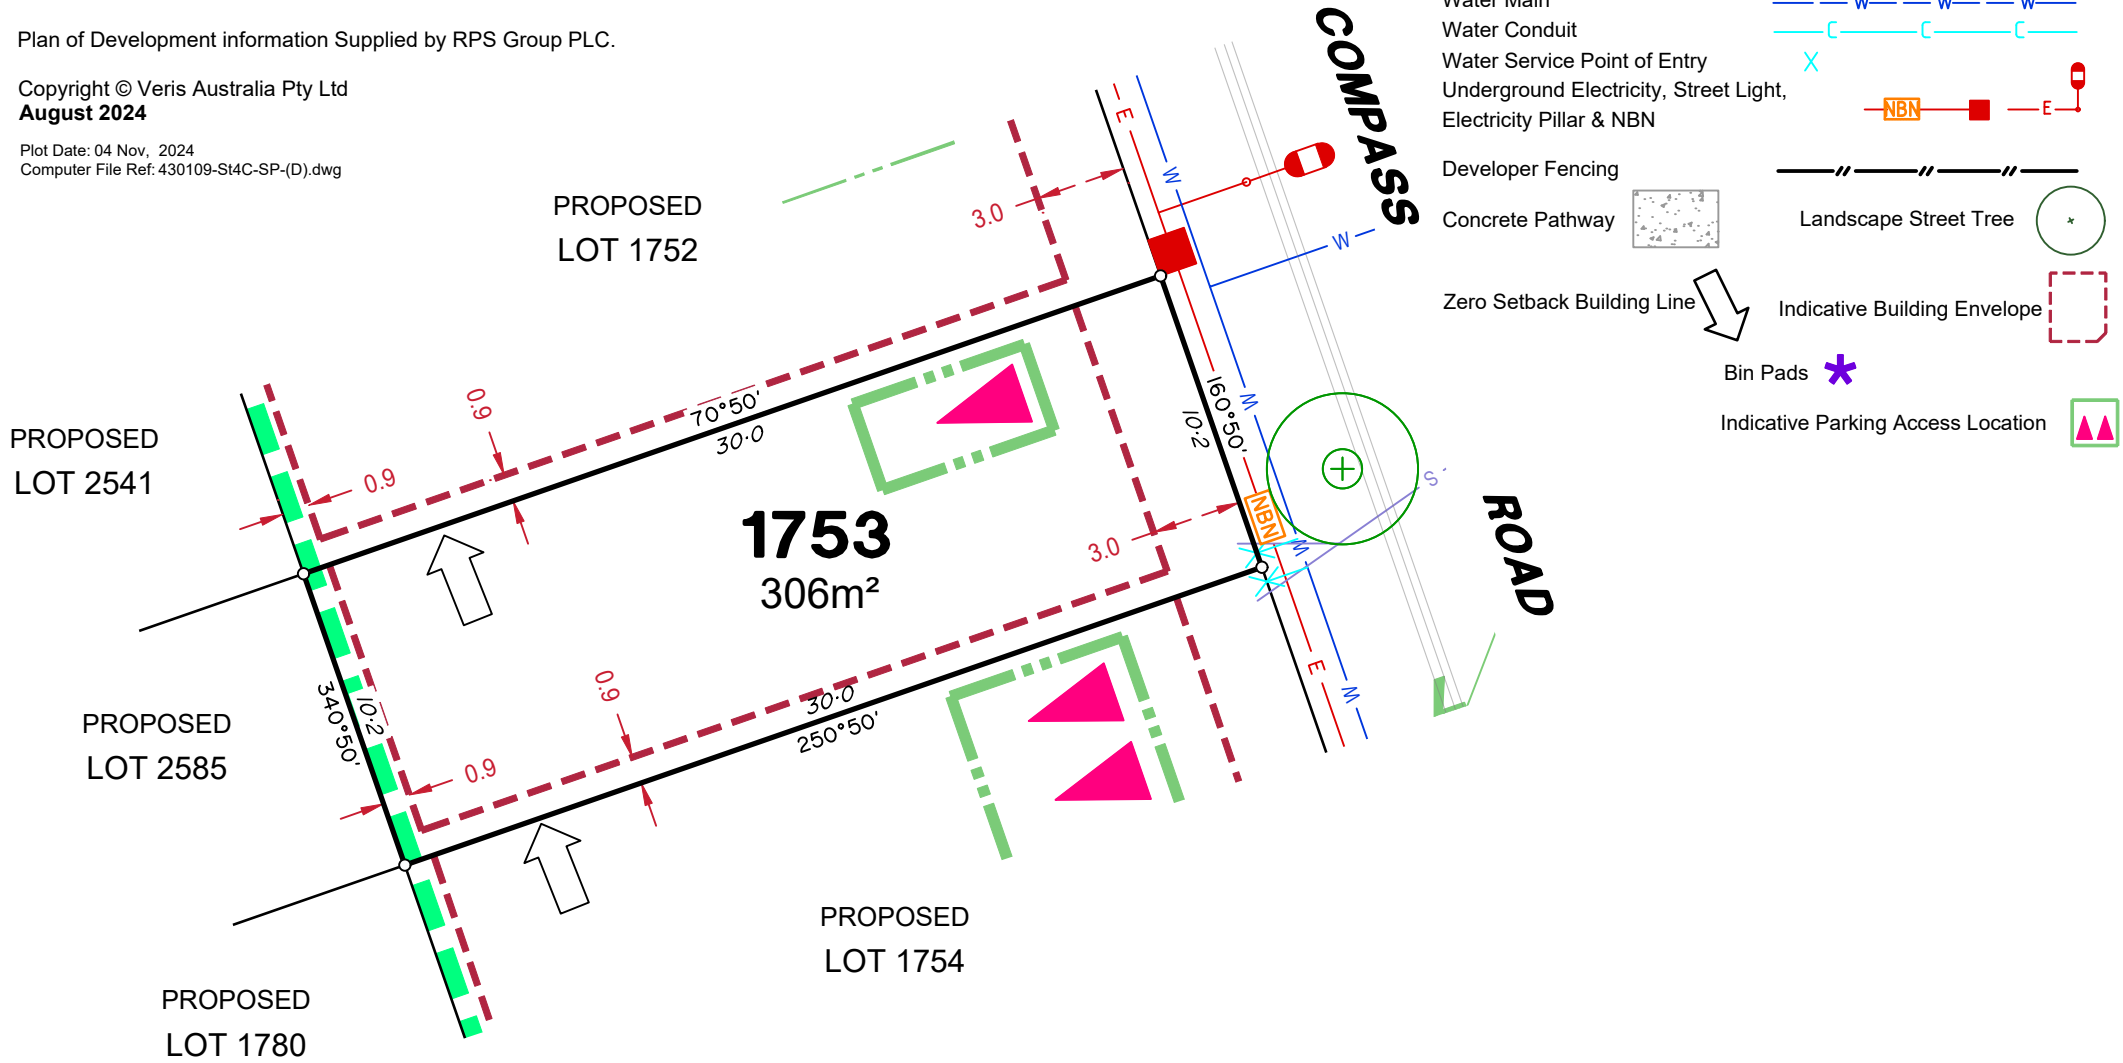 Plan of Development information Supplied by RPS Group PLC.
Copyright © Veris Australia Pty Ltd
August 2024
Plot Date: 04 Nov, 2024
Computer File Ref: 430109-St4C-SP-(D).dwg
Water Main
W W W
Water Conduit
C C C
Water Service Point of Entry
Underground Electricity, Street Light,
Electricity Pillar & NBN
NBN
E
Developer Fencing
Concrete Pathway
Landscape Street Tree
Zero Setback Building Line
Indicative Building Envelope
Bin Pads
Indicative Parking Access Location
COMPASS
ROAD
PROPOSED
LOT 1752
PROPOSED
LOT 2541
PROPOSED
LOT 2585
PROPOSED
LOT 1780
PROPOSED
LOT 1754
1753
306m²
70°50'
30·0
160°50'
10·2
30·0
250°50'
340°50'
10·2
3.0
3.0
0.9
0.9
0.9
0.9
E
W
W
W
NBN
W
S
E
W